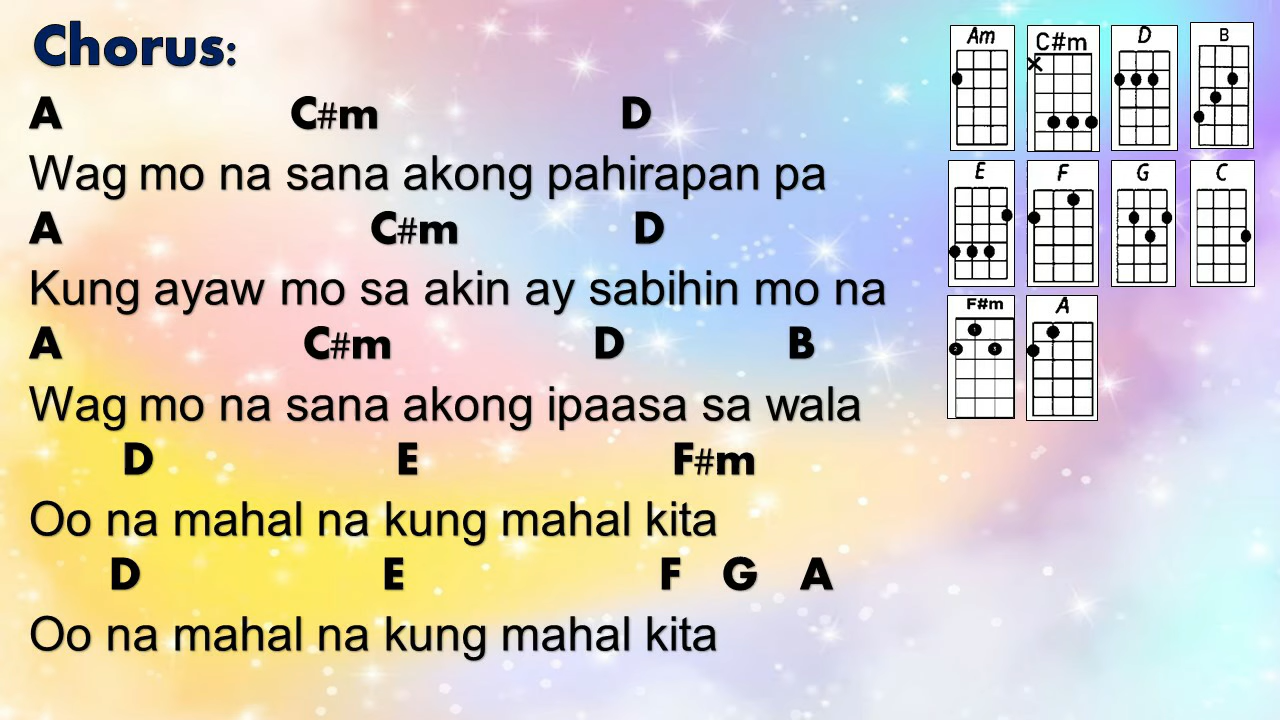 Chorus:
A C#m D
Wag mo na sana akong pahirapan pa
A C#m D
Kung ayaw mo sa akin ay sabihin mo na
A C#m D B
Wag mo na sana akong ipaasa sa wala
D E F#m
Oo na mahal na kung mahal kita
D E F G A
Oo na mahal na kung mahal kita
Am C#m D B
E F G C
F#m A